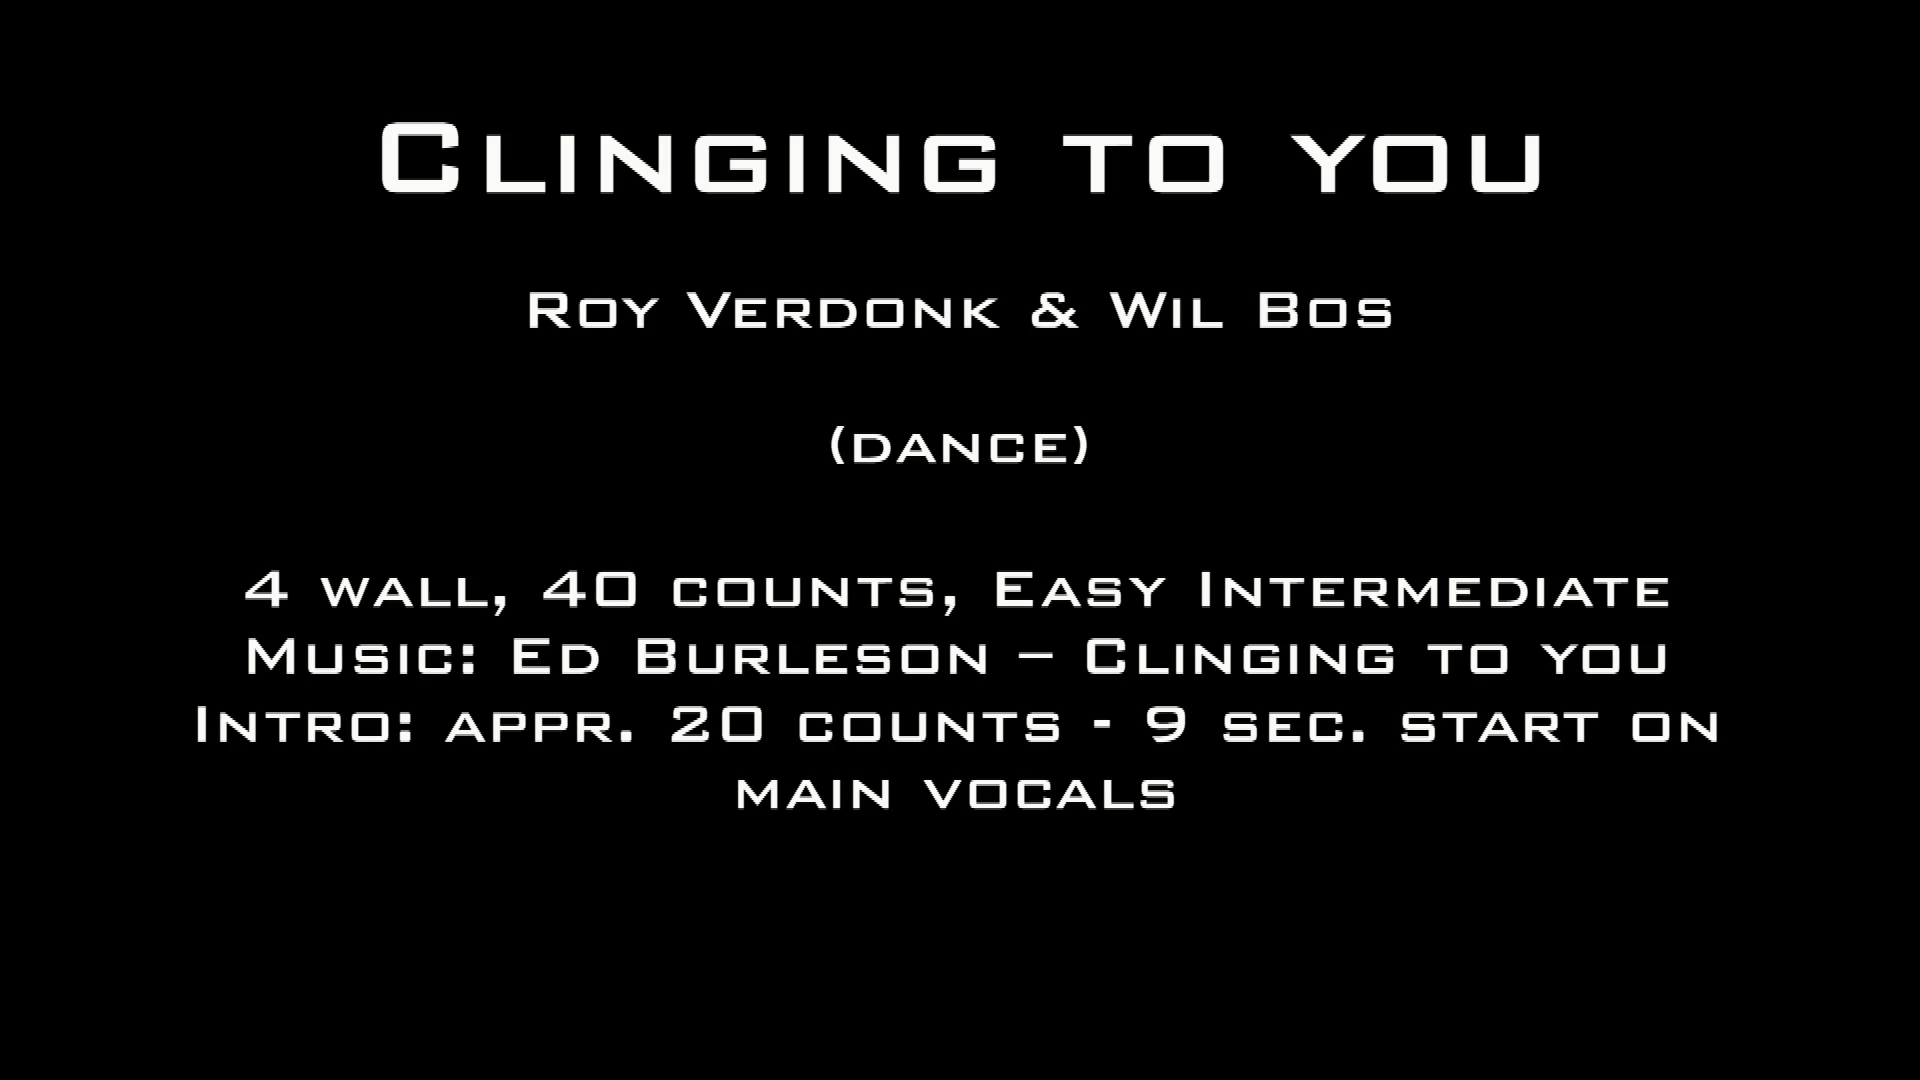 Clinging to you
Roy Verdonk & Wil Bos
(dance)
4 wall, 40 counts, Easy Intermediate
Music: Ed Burleson – Clinging to you
Intro: appr. 20 counts - 9 sec. start on
main vocals